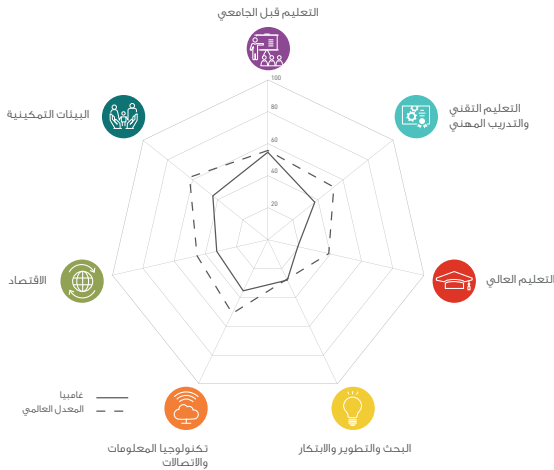 التعليم قبل الجامعي
100
80
60
40
20
التعليم التقني
والتدريب المهني
البيئات التمكينية
التعليم العالي
الاقتصاد
غامبيا
المعدل العالمي
البحث والتطوير والابتكار
تكنولوجيا المعلومات
والاتصالات